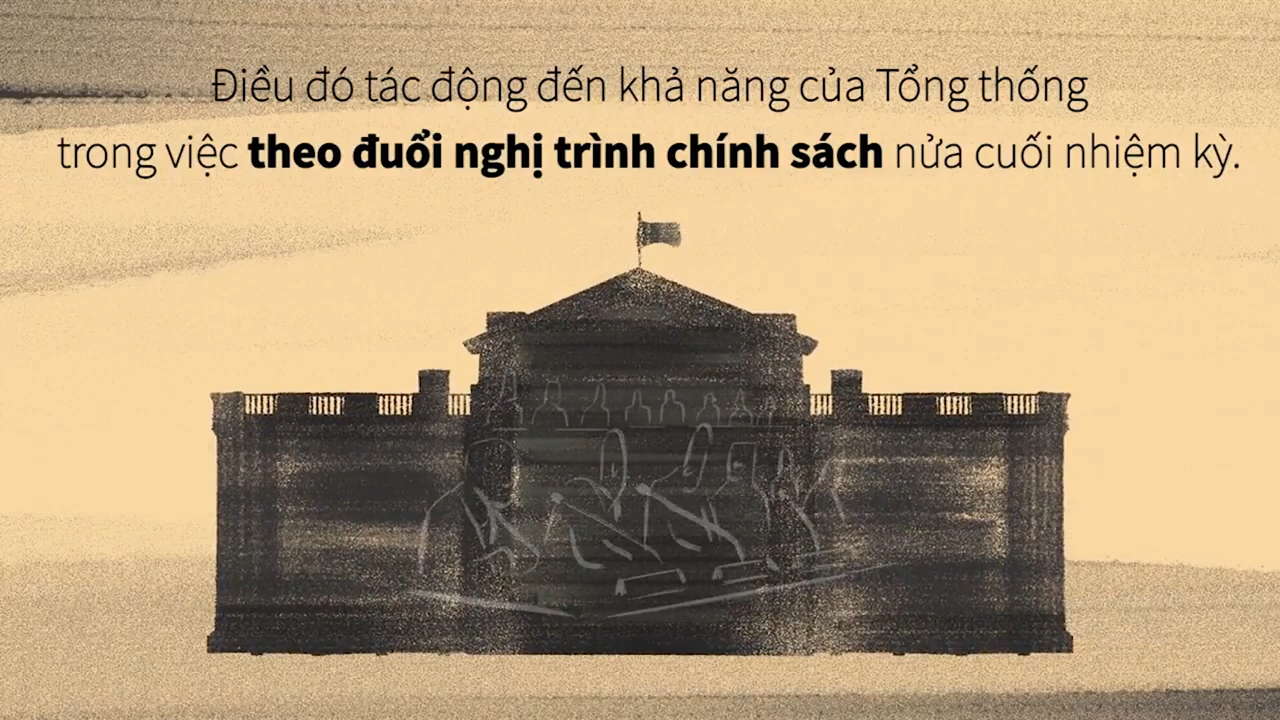 Điều đó tác động đến khả năng của Tổng thống
trong việc theo đuổi nghị trình chính sách nửa cuối nhiệm kỳ.